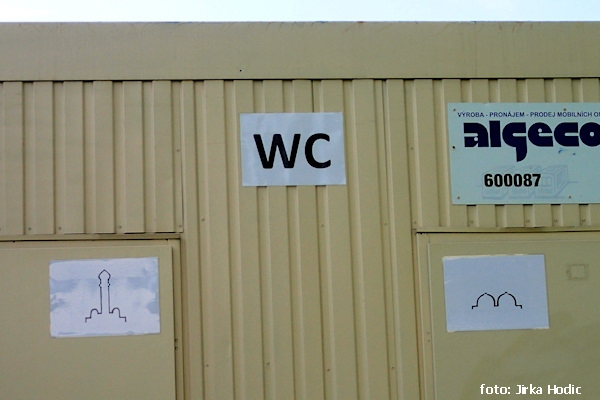 WC
VÝROBA - PRONÁJEM - PRODEJ MOBILNÍCH
algeco
600087
foto: Jirka Hodic